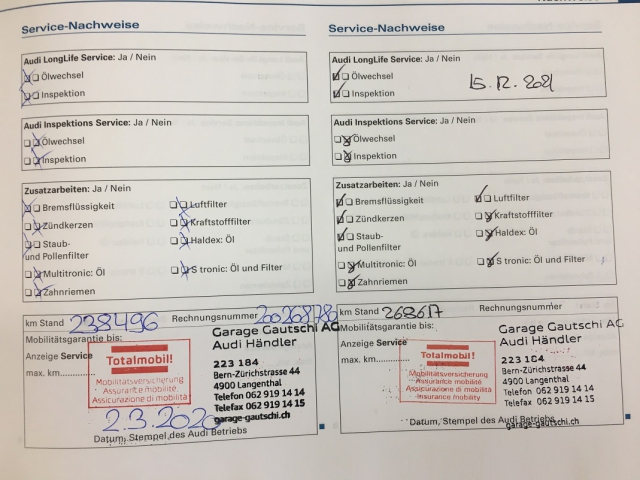 Service-Nachweise
Audi LongLife Service: Ja / Nein
Ölwechsel
Inspektion
Audi Inspektions Service: Ja / Nein
Ölwechsel
Inspektion
Zusatzarbeiten: Ja / Nein
Bremsflüssigkeit
Luftfilter
Zündkerzen
Kraftstofffilter
Staub-
und Pollenfilter
Haldex: Öl
Multitronic: Öl
S tronic: Öl und Filter
Zahnriemen
km Stand 238496 Rechnungsnummer 20026878
Mobilitätsgarantie bis:
Anzeige Service
max. km
Totalmobil!
Mobilitätsversicherung
Assurance mobilité
Assicurazione di mobilità
2.3.2020
Garage Gautschi AG
Audi Händler
223 184
Bern-Zürichstrasse 44
4900 Langenthal
Telefon 062 919 14 14
Telefax 062 919 14 15
garage-gautschi.ch
Datum, Stempel des Audi Betriebs
Service-Nachweise
Audi LongLife Service: Ja / Nein
Ölwechsel
Inspektion
15.12.2021
Audi Inspektions Service: Ja / Nein
Ölwechsel
Inspektion
Zusatzarbeiten: Ja / Nein
Bremsflüssigkeit
Luftfilter
Zündkerzen
Kraftstofffilter
Staub-
und Pollenfilter
Haldex: Öl
Multitronic: Öl
S tronic: Öl und Filter
Zahnriemen
km Stand 268617 Rechnungsnummer
Mobilitätsgarantie bis:
Anzeige Service
max. km
Totalmobil!
Mobilitätsversicherung
Assurance mobilité
Assicurazione di mobilità
Insurance mobility
Garage Gautschi AG
Audi Händler
223 184
Bern-Zürichstrasse 44
4900 Langenthal
Telefon 062 919 14 14
Telefax 062 919 14 15
garage-gautschi.ch
Datum, Stempel des Audi Betriebs